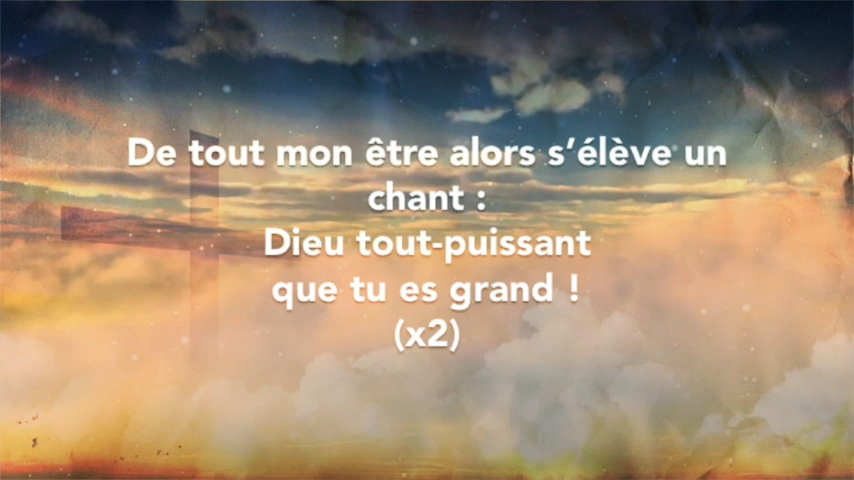 De tout mon être alors s’élève un
chant :
Dieu tout-puissant
que tu es grand !
(x2)